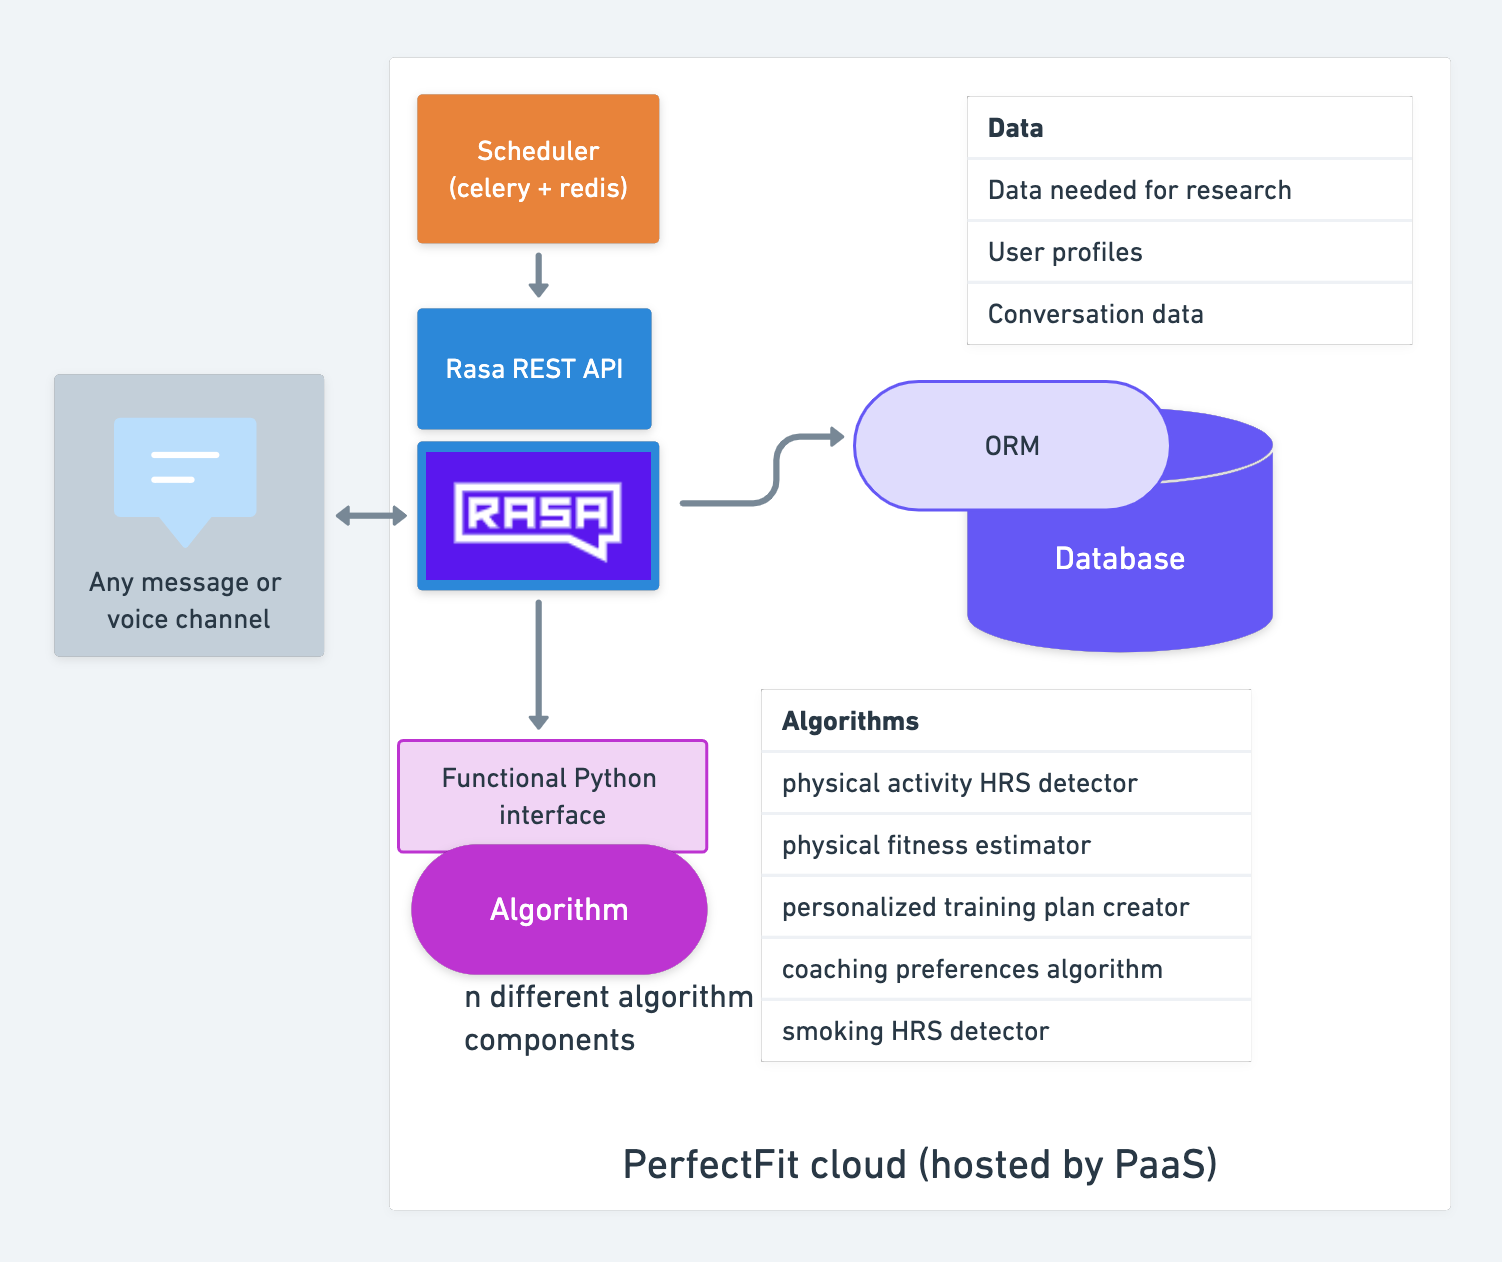 Scheduler
(celery + redis)
Rasa REST API
RASA
Any message or
voice channel
Data
Data needed for research
User profiles
Conversation data
ORM
Database
Functional Python
interface
Algorithm
n different algorithm
components
Algorithms
physical activity HRS detector
physical fitness estimator
personalized training plan creator
coaching preferences algorithm
smoking HRS detector
PerfectFit cloud (hosted by PaaS)